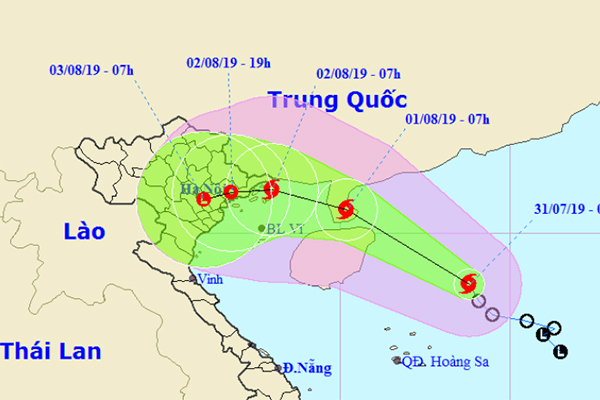 02/08/19 - 19h
03/08/19 - 07h
02/08/19 - 07h
Trung Quốc
01/08/19 - 07h
Hà Nội
L
31/07/19 -
Lào
BL Vĩ
Vinh
L
Thái Lan
L
QĐ. Hoàng Sa
Đ.Nẵng